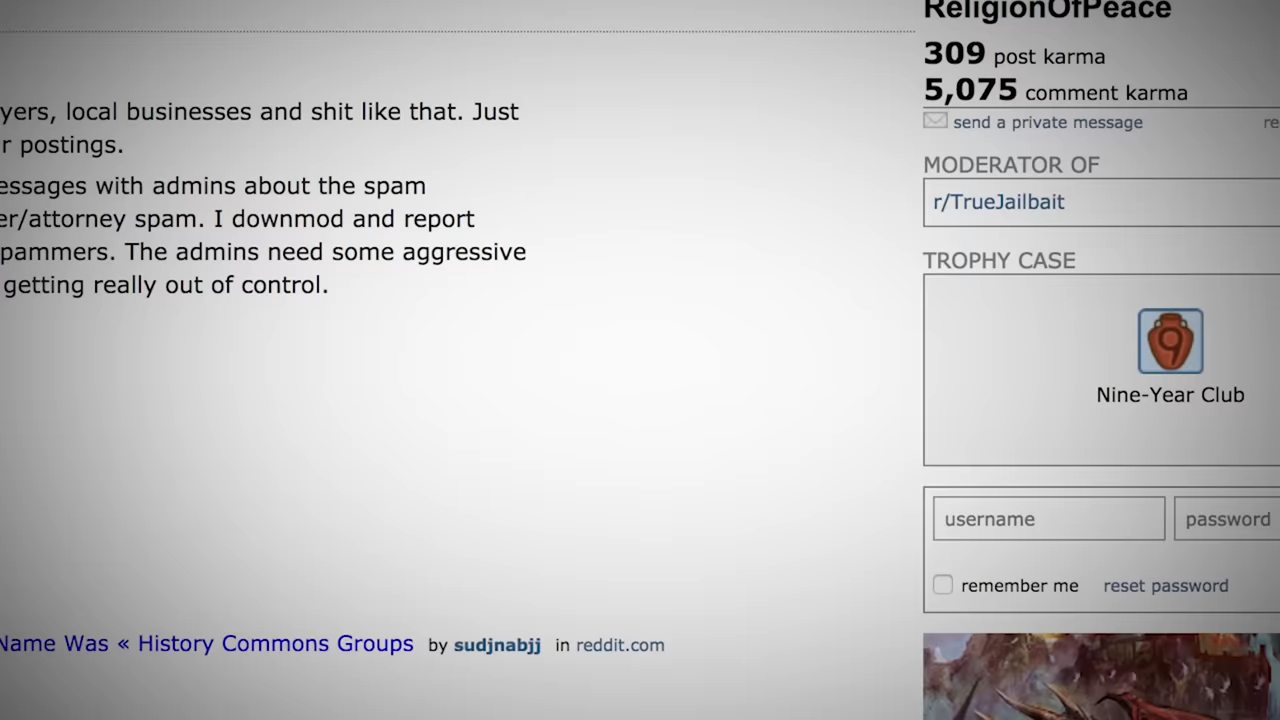 ReligionOfPeace
309 post karma
5,075 comment karma
send a private message
re
MODERATOR OF
r/TrueJailbait
TROPHY CASE
9
Nine-Year Club
username
password
remember me reset password
yers, local businesses and shit like that. Just
r postings.
essages with admins about the spam
er/attorney spam. I downmod and report
pammers. The admins need some aggressive
getting really out of control.
Name Was « History Commons Groups by sudjnabjj in reddit.com